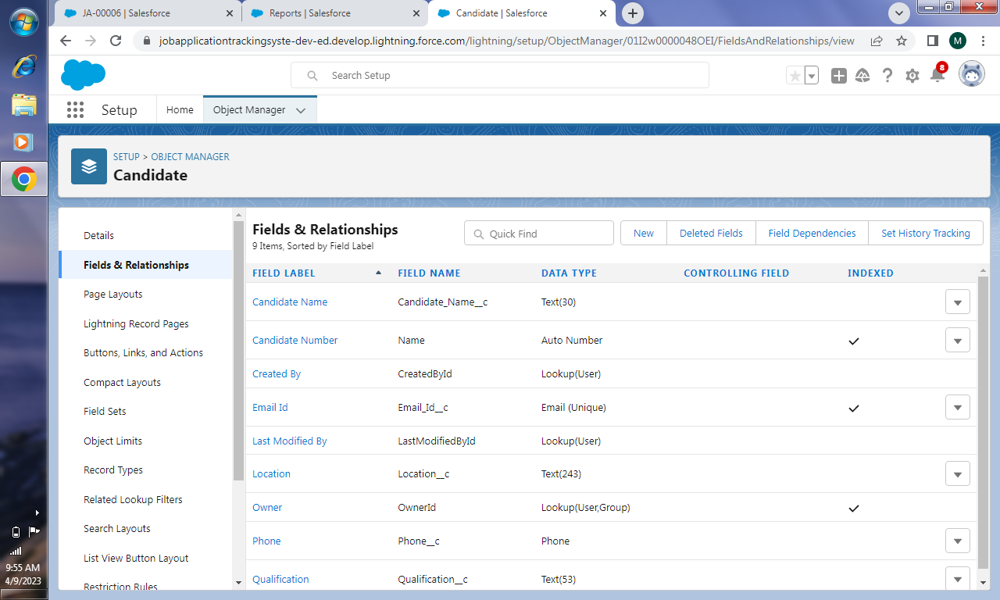 JA-00006 | Salesforce
Reports | Salesforce
Candidate | Salesforce
jobapplicationtrackingsyste-dev-ed.develop.lightning.force.com/lightning/setup/ObjectManager/01I2w0000048OEI/FieldsAndRelationships/view
M
Search Setup
8
Setup
Home
Object Manager
SETUP > OBJECT MANAGER
Candidate
Details
Fields & Relationships
Page Layouts
Lightning Record Pages
Buttons, Links, and Actions
Compact Layouts
Field Sets
Object Limits
Record Types
Related Lookup Filters
Search Layouts
List View Button Layout
Restriction Rules
Fields & Relationships
9 Items, Sorted by Field Label
Quick Find
New
Deleted Fields
Field Dependencies
Set History Tracking
FIELD LABEL FIELD NAME DATA TYPE CONTROLLING FIELD INDEXED
Candidate Name Candidate_Name__c Text(30)
Candidate Number Name Auto Number
Created By CreatedById Lookup(User)
Email Id Email_Id__c Email (Unique)
Last Modified By LastModifiedById Lookup(User)
Location Location__c Text(243)
Owner OwnerId Lookup(User,Group)
Phone Phone__c Phone
Qualification Qualification__c Text(53)
9:55 AM
4/9/2023